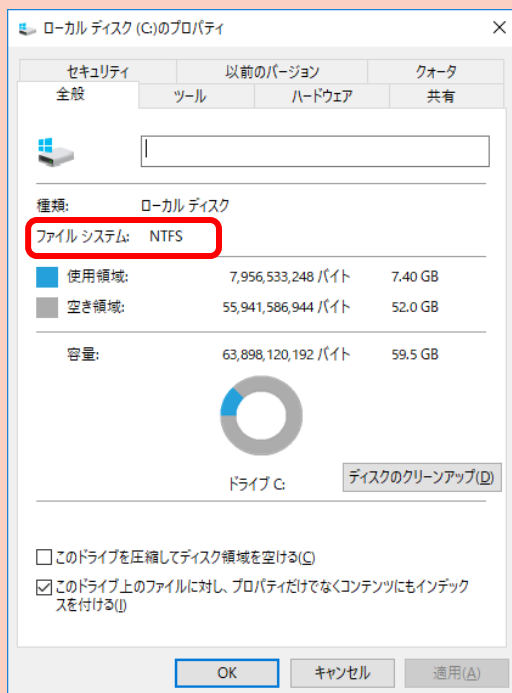 ローカル ディスク (C:)のプロパティ
セキュリティ 以前のバージョン クォータ
全般 ツール ハードウェア 共有
種類: ローカル ディスク
ファイル システム: NTFS
使用領域: 7,956,533,248 バイト 7.40 GB
空き領域: 55,941,586,944 バイト 52.0 GB
容量: 63,898,120,192 バイト 59.5 GB
ドライブ C: ディスクのクリーンアップ(D)
このドライブを圧縮してディスク領域を空ける(C)
このドライブ上のファイルに対し、プロパティだけでなくコンテンツにもインデック
スを付ける(I)
OK キャンセル 適用(A)